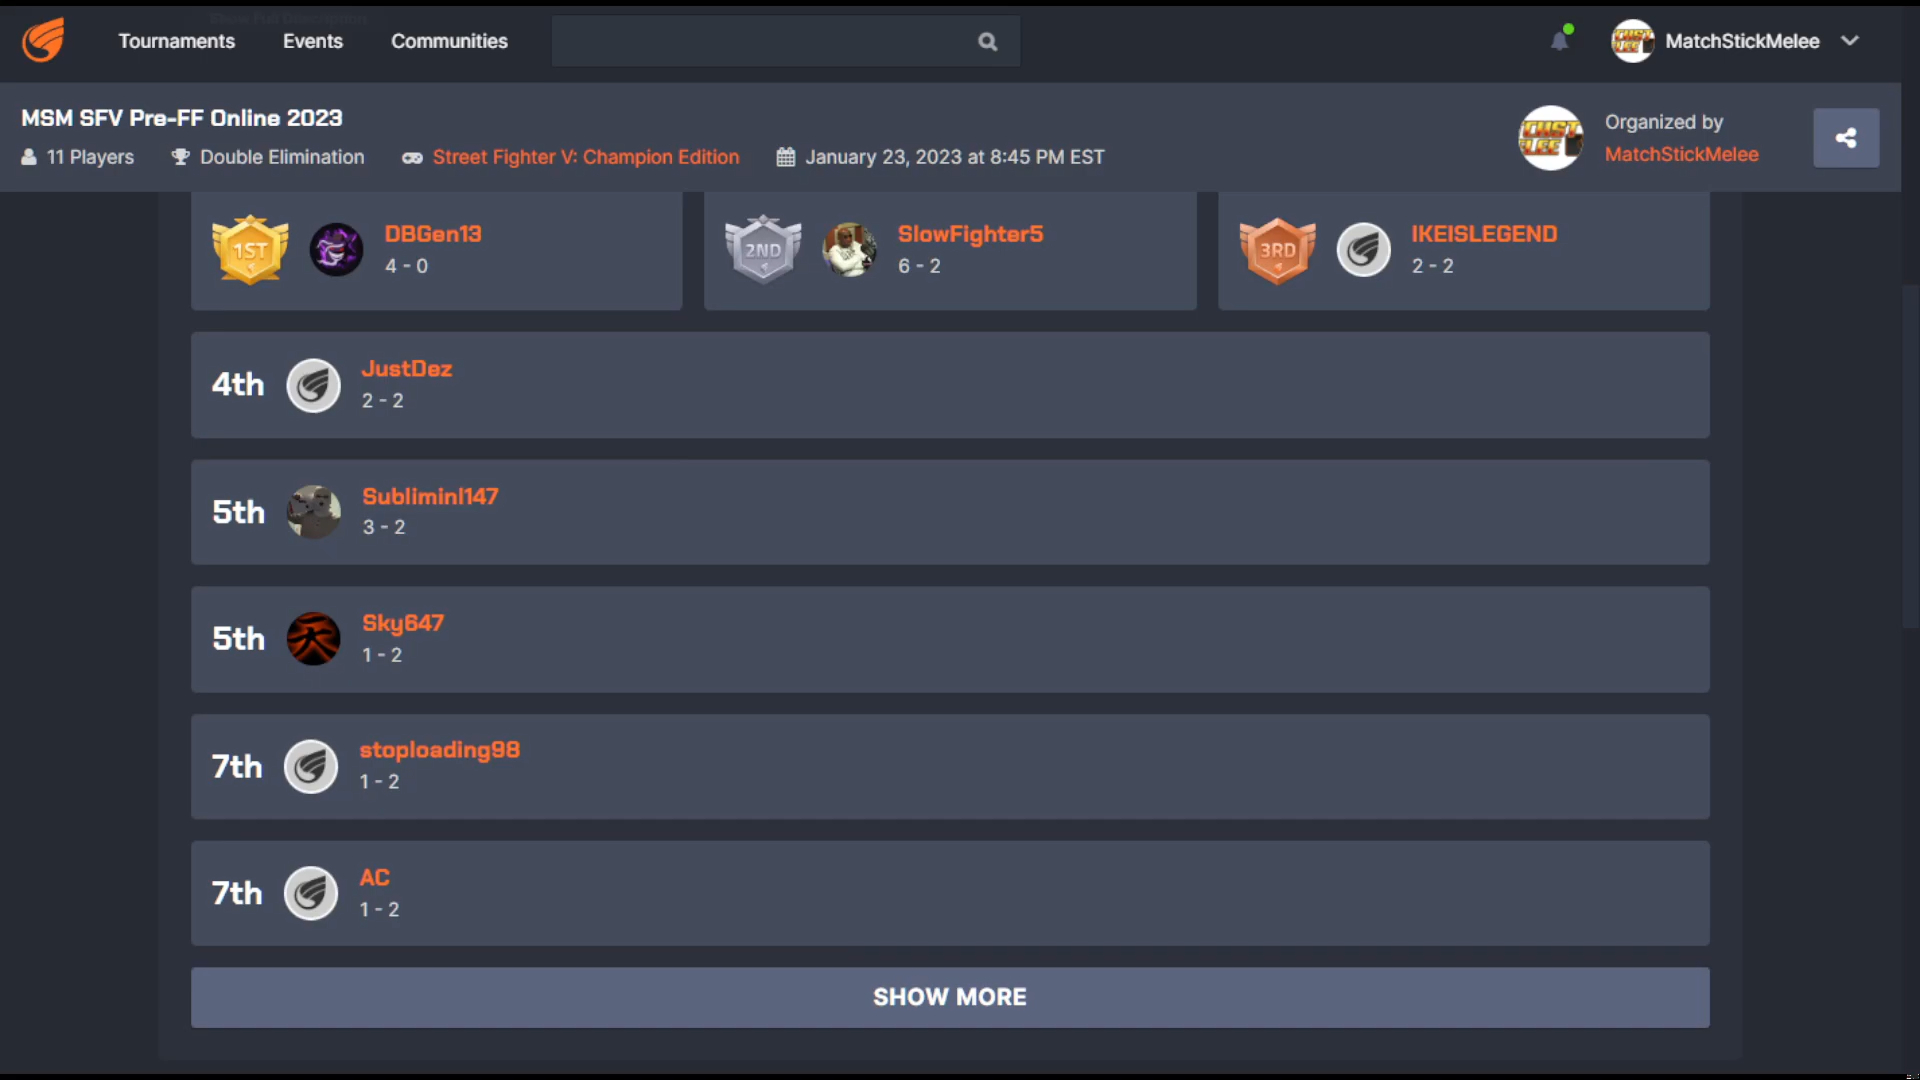 Show Full Description
Tournaments Events Communities
MatchStickMelee
MSM SFV Pre-FF Online 2023
11 Players Double Elimination Street Fighter V: Champion Edition January 23, 2023 at 8:45 PM EST
Organized by
MatchStickMelee
1ST DBGen13
4 - 0
2ND SlowFighter5
6 - 2
3RD IKEISLEGEND
2 - 2
4th JustDez
2 - 2
5th Subliminl147
3 - 2
5th Sky647
1 - 2
7th stoploading98
1 - 2
7th AC
1 - 2
SHOW MORE